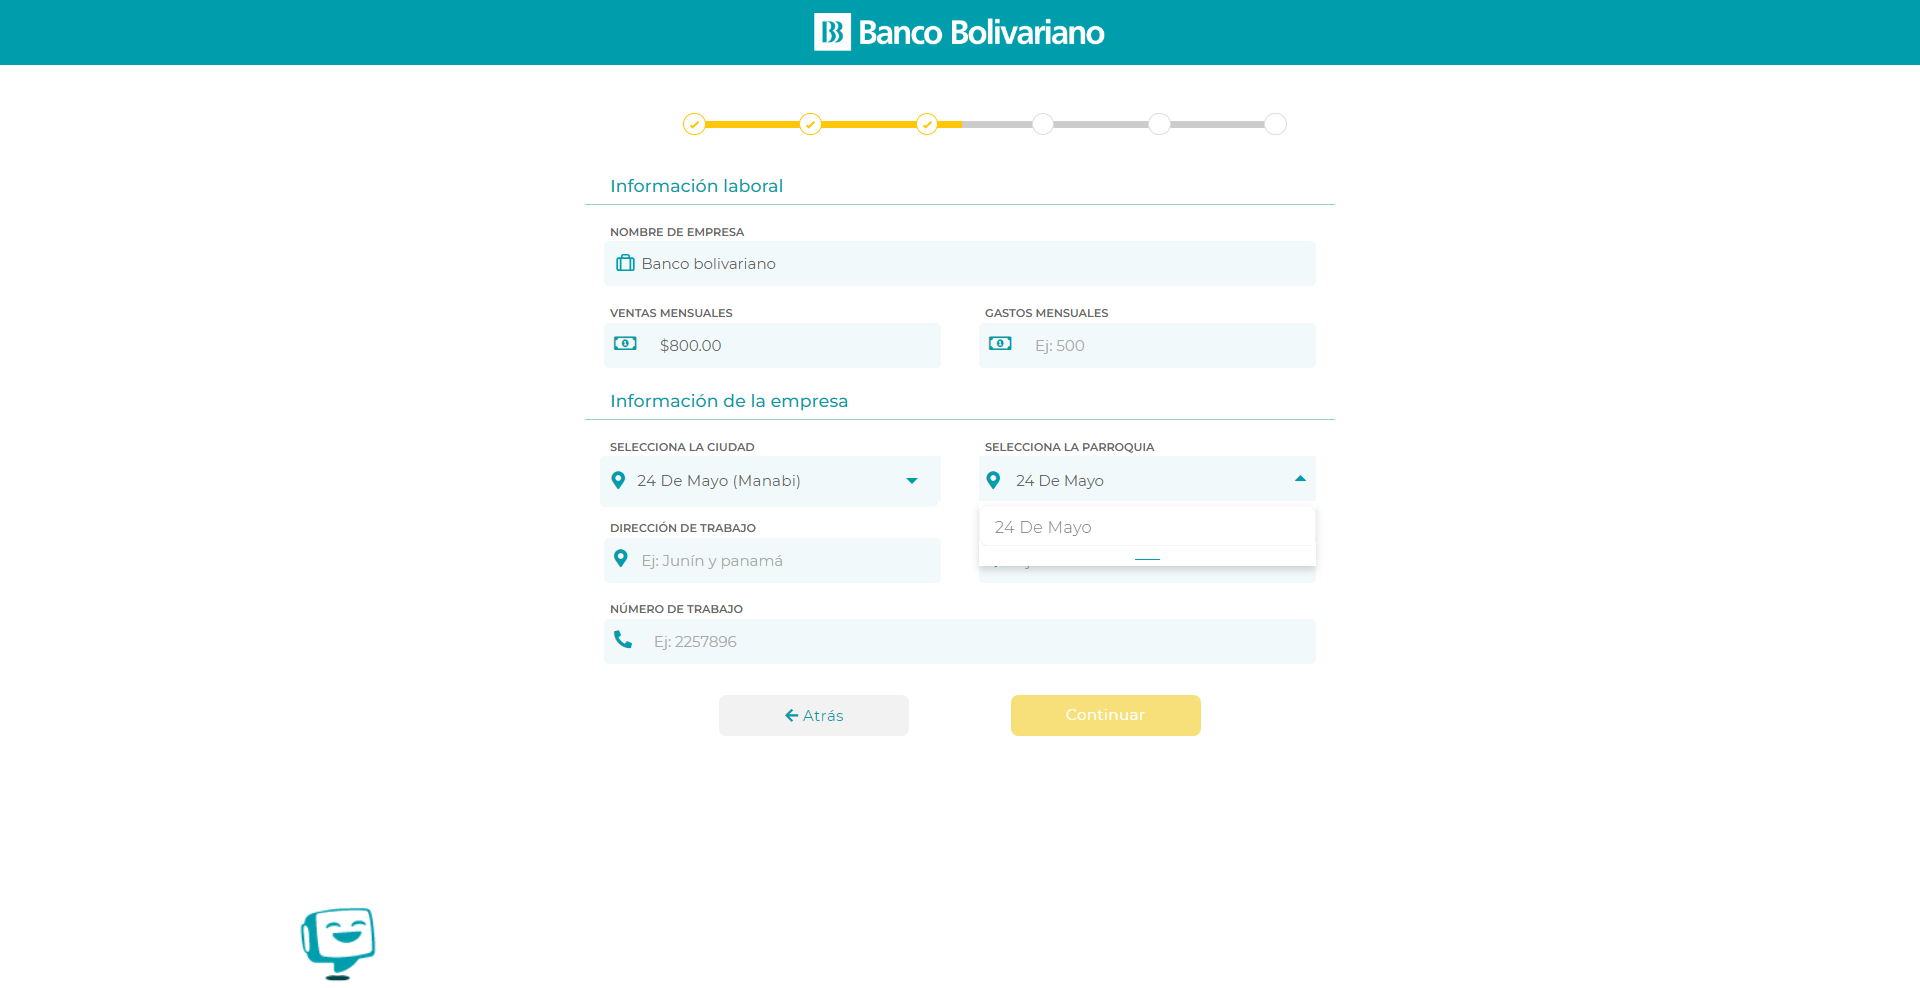 Banco Bolivariano
Información laboral
NOMBRE DE EMPRESA
Banco bolivariano
VENTAS MENSUALES
GASTOS MENSUALES
$800.00
Ej: 500
Información de la empresa
SELECCIONA LA CIUDAD
SELECCIONA LA PARROQUIA
24 De Mayo (Manabi)
24 De Mayo
24 De Mayo
DIRECCIÓN DE TRABAJO
Ej: Junín y panamá
NÚMERO DE TRABAJO
Ej: 2257896
Atrás
Continuar